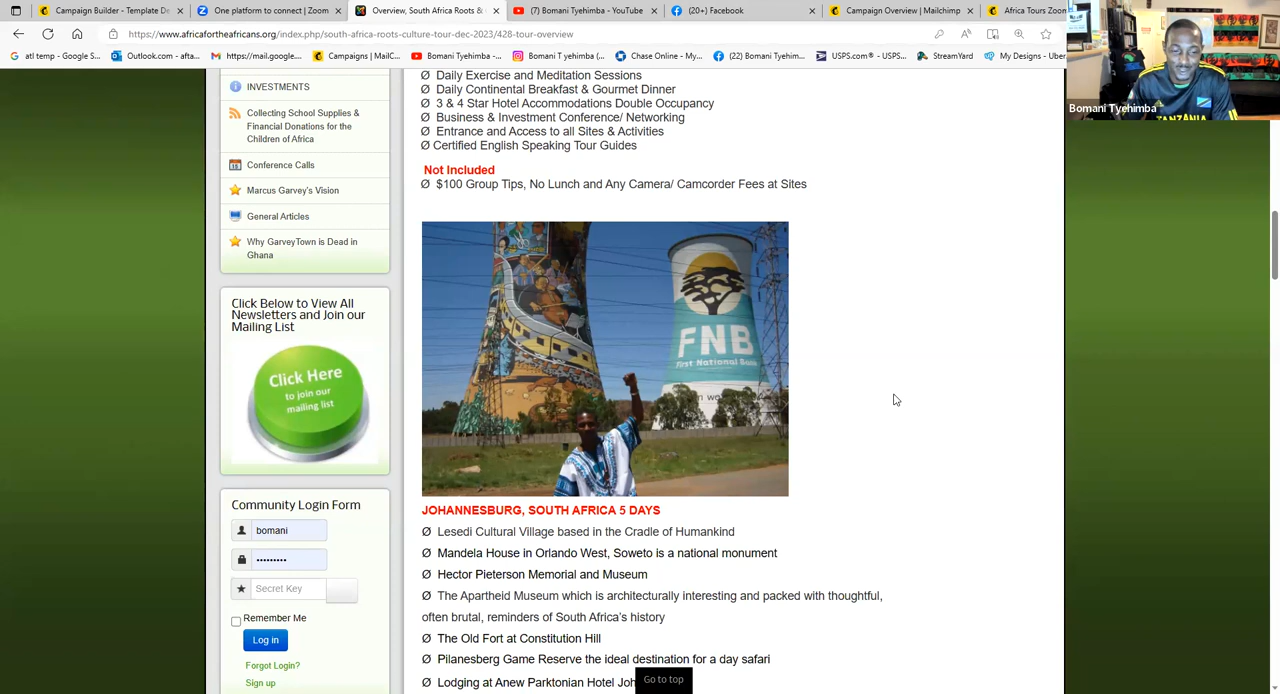 Campaign Builder - Template De
One platform to connect | Zoom
Overview, South Africa Roots &
(7) Bomani Tyehimba - YouTube
(20+) Facebook
Campaign Overview | Mailchimp
Africa Tours Zoom
https://www.africafortheafricans.org/index.php/south-africa-roots-culture-tour-dec-2023/428-tour-overview
atl temp - Google S...
Outlook.com - afta...
https://mail.google...
Campaigns | MailC...
Bomani Tyehimba -...
Bomani T yehimba (...
Chase Online - My...
(22) Bomani Tyehim...
USPS.com® - USPS...
StreamYard
My Designs - Uber
Bomani Tyehimba
TANZANIA
INVESTMENTS
Collecting School Supplies &
Financial Donations for the
Children of Africa
Conference Calls
Marcus Garvey's Vision
General Articles
Why GarveyTown is Dead in
Ghana
Click Below to View All
Newsletters and Join our
Mailing List
Click Here
to join our
mailing list
Community Login Form
bomani
Secret Key
Remember Me
Log in
Forgot Login?
Sign up
Ø Daily Exercise and Meditation Sessions
Ø Daily Continental Breakfast & Gourmet Dinner
Ø 3 & 4 Star Hotel Accommodations Double Occupancy
Ø Business & Investment Conference/ Networking
Ø Entrance and Access to all Sites & Activities
Ø Certified English Speaking Tour Guides
Not Included
Ø $100 Group Tips, No Lunch and Any Camera/ Camcorder Fees at Sites
FNB
First National Bank
JOHANNESBURG, SOUTH AFRICA 5 DAYS
Ø Lesedi Cultural Village based in the Cradle of Humankind
Ø Mandela House in Orlando West, Soweto is a national monument
Ø Hector Pieterson Memorial and Museum
Ø The Apartheid Museum which is architecturally interesting and packed with thoughtful,
often brutal, reminders of South Africa's history
Ø The Old Fort at Constitution Hill
Ø Pilanesberg Game Reserve the ideal destination for a day safari
Ø Lodging at Anew Parktonian Hotel Joh
Go to top